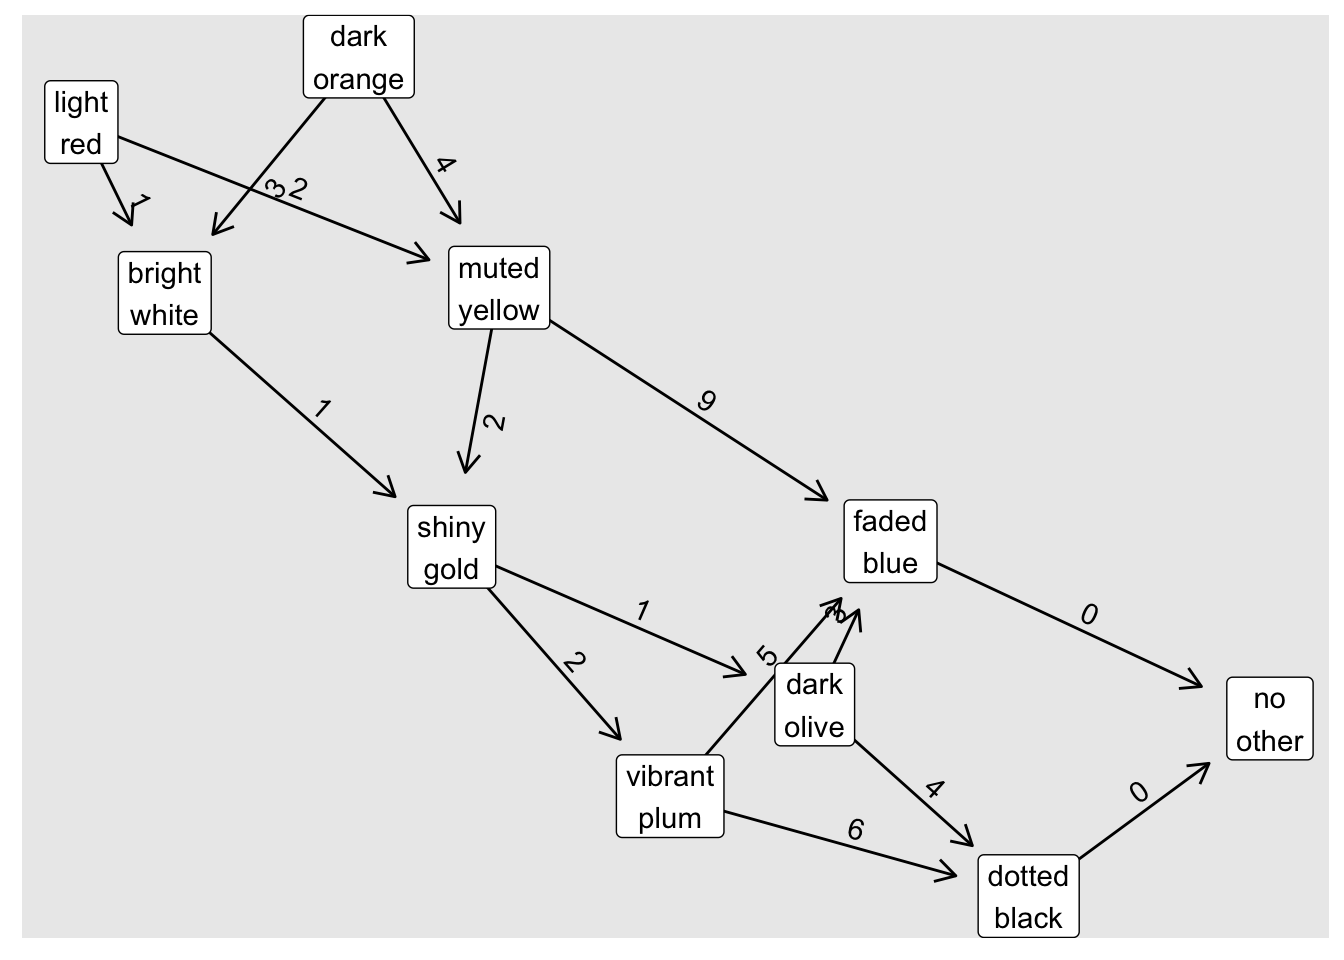 dark
orange
light
red
4
1
3
2
bright
white
muted
yellow
1
2
9
shiny
gold
faded
blue
1
3
0
2
5
dark
olive
no
other
vibrant
plum
4
0
6
dotted
black